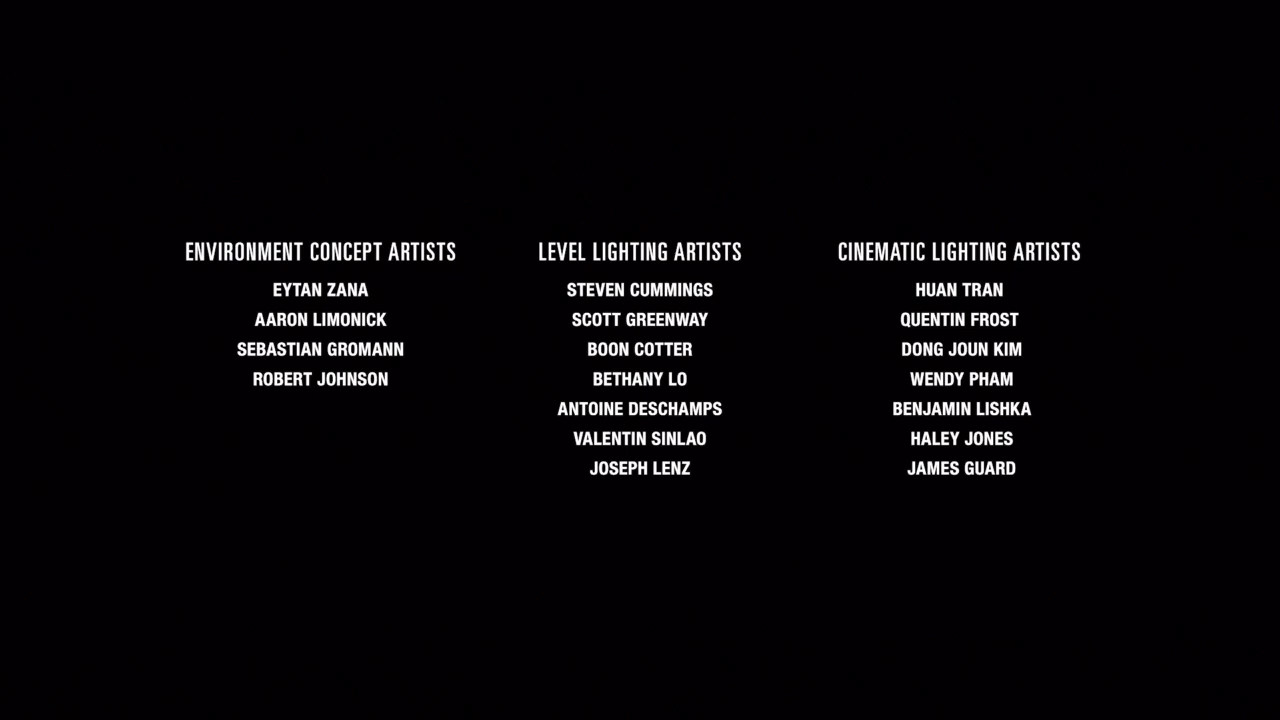 ENVIRONMENT CONCEPT ARTISTS
EYTAN ZANA
AARON LIMONICK
SEBASTIAN GROMANN
ROBERT JOHNSON
LEVEL LIGHTING ARTISTS
STEVEN CUMMINGS
SCOTT GREENWAY
BOON COTTER
BETHANY LO
ANTOINE DESCHAMPS
VALENTIN SINLAO
JOSEPH LENZ
CINEMATIC LIGHTING ARTISTS
HUAN TRAN
QUENTIN FROST
DONG JOUN KIM
WENDY PHAM
BENJAMIN LISHKA
HALEY JONES
JAMES GUARD